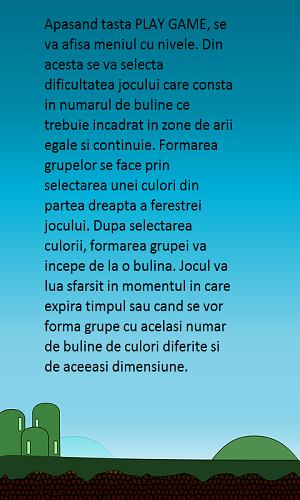 Apasand tasta PLAY GAME, se
va afisa meniul cu nivele. Din
acesta se va selecta
dificultatea jocului care consta
in numarul de buline ce
trebuie incadrat in zone de arii
egale si continuie. Formarea
grupelor se face prin
selectarea unei culori din
partea dreapta a ferestrei
jocului. Dupa selectarea
culorii, formarea grupei va
incepe de la o bulina. Jocul va
lua sfarsit in momentul in care
expira timpul sau cand se vor
forma grupe cu acelasi numar
de buline de culori diferite si
de aceeasi dimensiune.